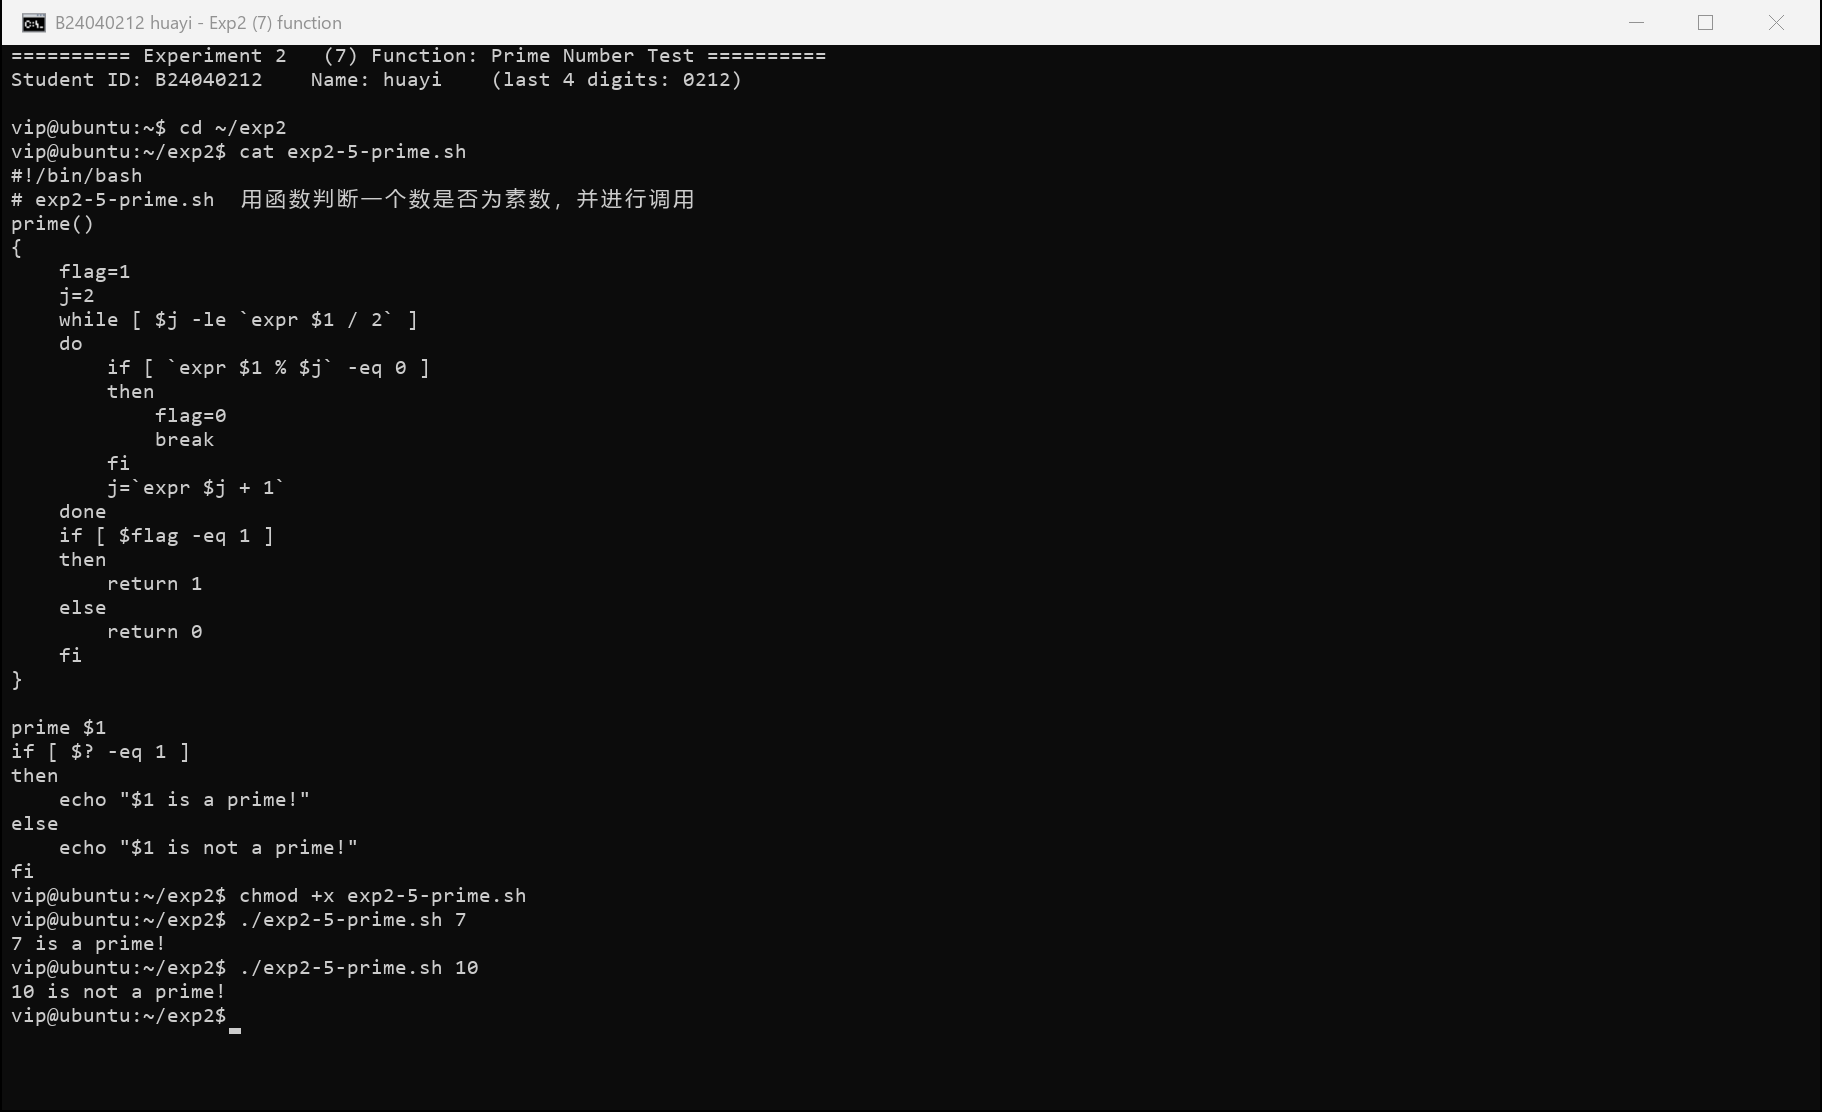 B24040212 huayi - Exp2 (7) function
========== Experiment 2   (7) Function: Prime Number Test ==========
Student ID: B24040212    Name: huayi    (last 4 digits: 0212)

vip@ubuntu:~$ cd ~/exp2
vip@ubuntu:~/exp2$ cat exp2-5-prime.sh
#!/bin/bash
# exp2-5-prime.sh  用函数判断一个数是否为素数，并进行调用
prime()
{
    flag=1
    j=2
    while [ $j -le `expr $1 / 2` ]
    do
        if [ `expr $1 % $j` -eq 0 ]
        then
            flag=0
            break
        fi
        j=`expr $j + 1`
    done
    if [ $flag -eq 1 ]
    then
        return 1
    else
        return 0
    fi
}

prime $1
if [ $? -eq 1 ]
then
    echo "$1 is a prime!"
else
    echo "$1 is not a prime!"
fi
vip@ubuntu:~/exp2$ chmod +x exp2-5-prime.sh
vip@ubuntu:~/exp2$ ./exp2-5-prime.sh 7
7 is a prime!
vip@ubuntu:~/exp2$ ./exp2-5-prime.sh 10
10 is not a prime!
vip@ubuntu:~/exp2$